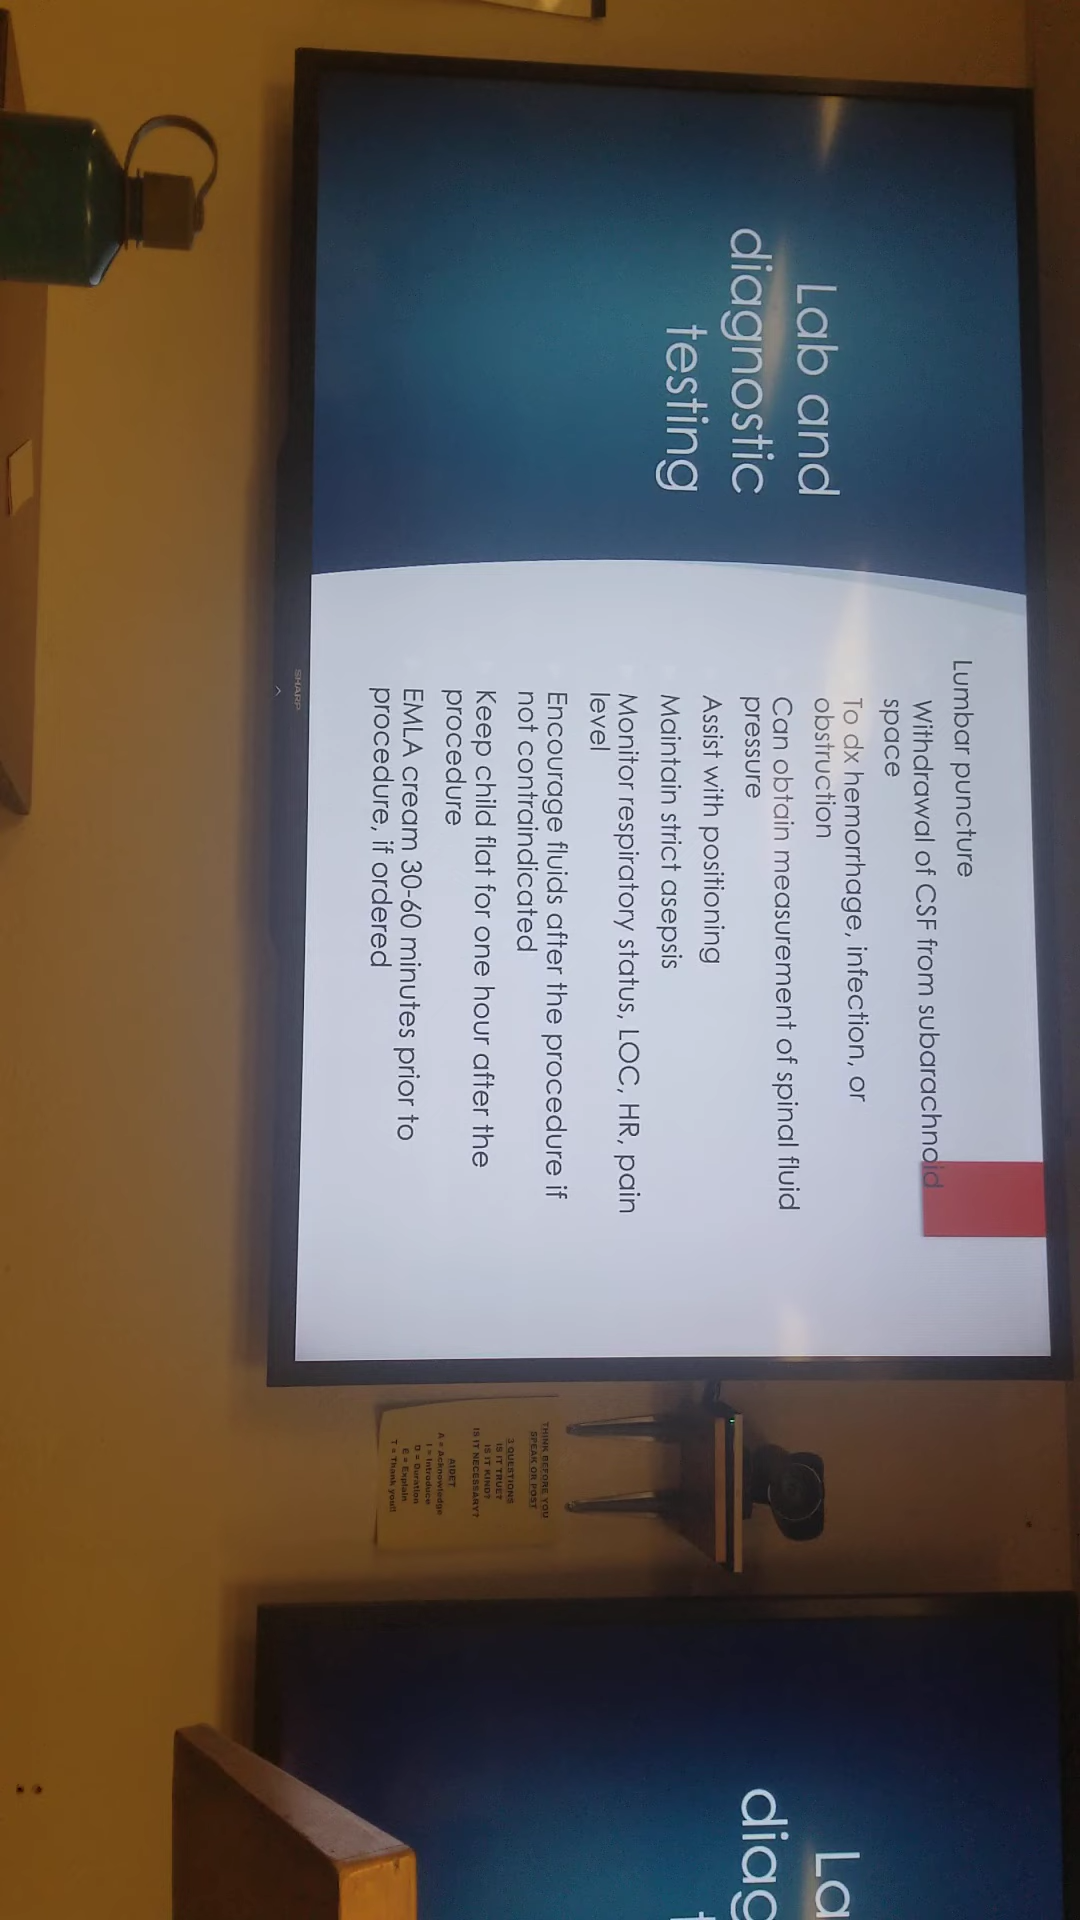 Lab and
diagnostic
testing
Lumbar puncture
Withdrawal of CSF from subarachnoid
space
To dx hemorrhage, infection, or
obstruction
Can obtain measurement of spinal fluid
pressure
Assist with positioning
Maintain strict asepsis
Monitor respiratory status, LOC, HR, pain
level
Encourage fluids after the procedure if
not contraindicated
Keep child flat for one hour after the
procedure
EMLA cream 30-60 minutes prior to
procedure, if ordered
SHARP
THINK BEFORE YOU
SPEAK OR POST
3 QUESTIONS
IS IT TRUE?
IS IT KIND?
IS IT NECESSARY?
AIDET
A = Acknowledge
I = Introduce
D = Duration
E = Explain
T = Thank you!!
La
diag
t